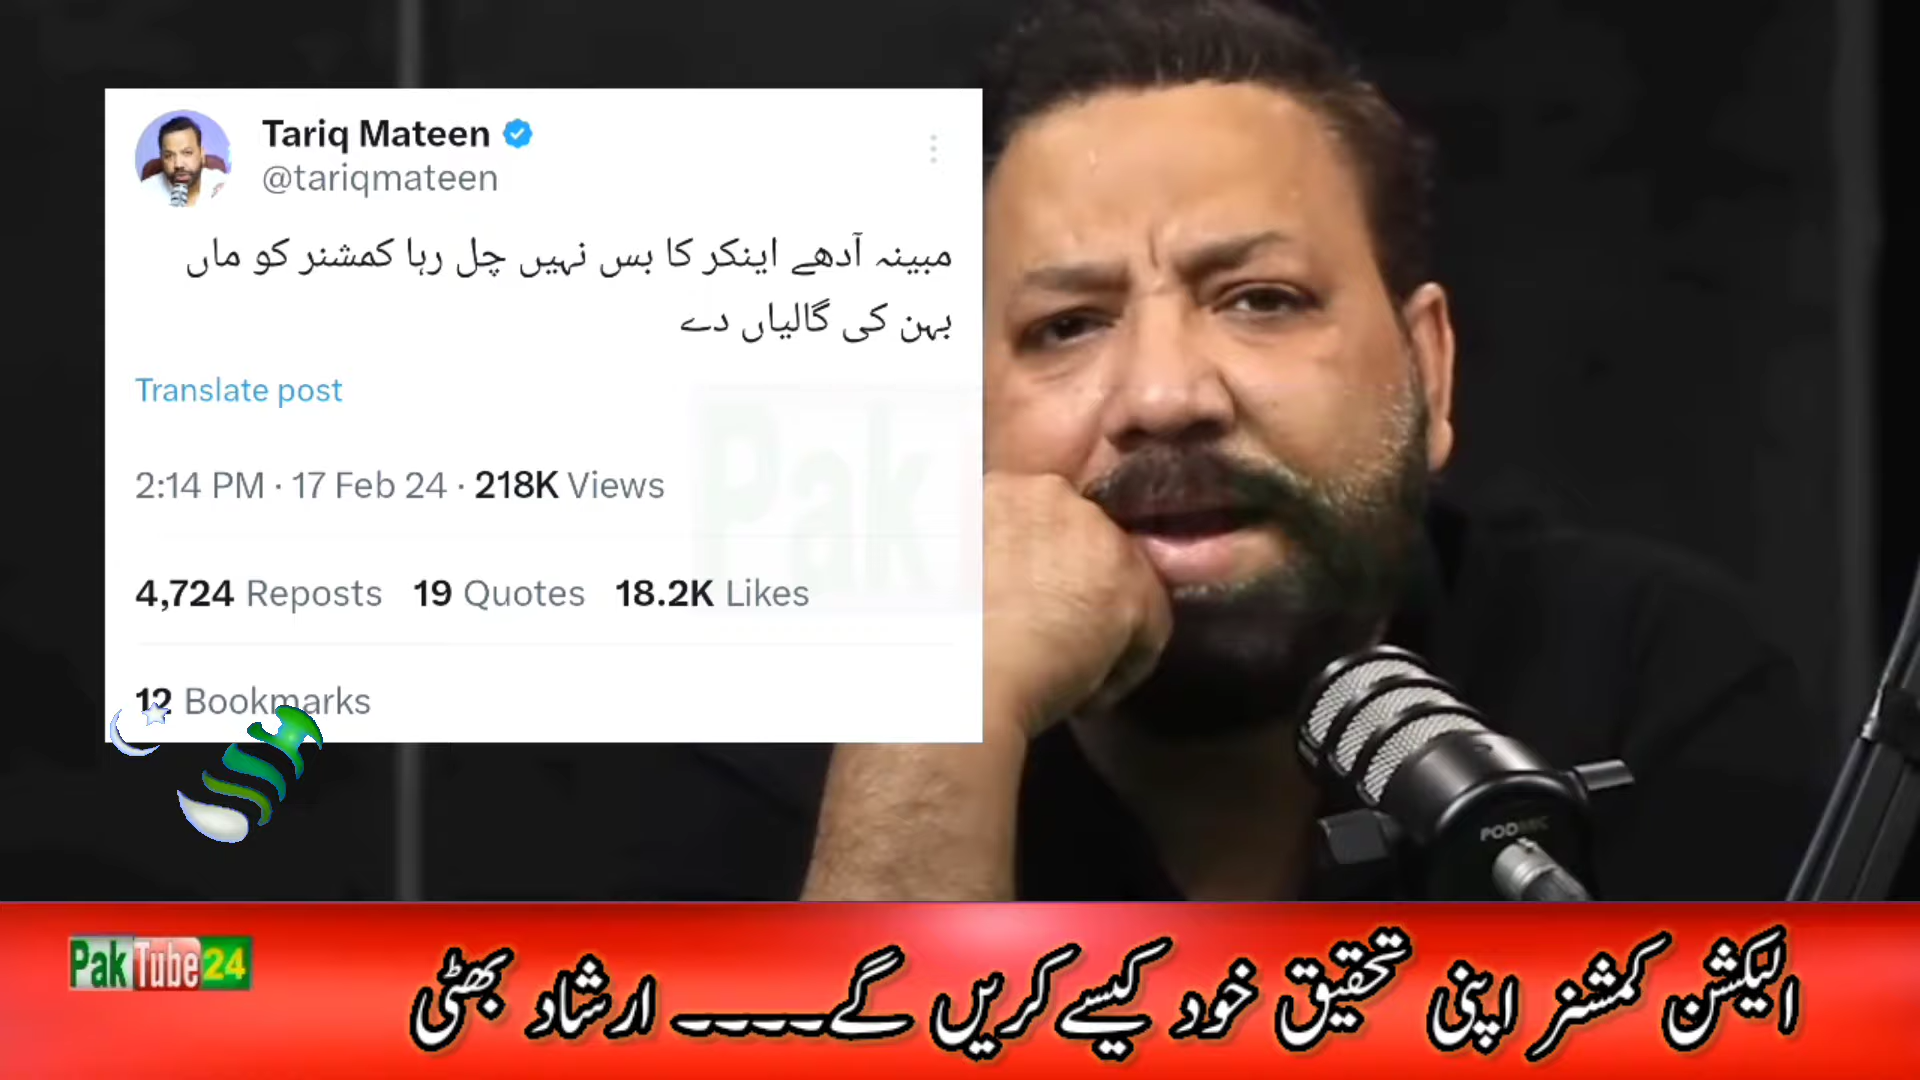 Tariq Mateen
@tariqmateen
مبینہ آدھے اینکر کا بس نہیں چل رہا کمشنر کو ماں
بہن کی گالیاں دے
Translate post
2:14 PM · 17 Feb 24 · 218K Views
4,724 Reposts 19 Quotes 18.2K Likes
12 Bookmarks
Pak
PODMIC
PakTube24
الیکشن کمشنر اپنی تحقیق خود کیسے کریں گے---- ارشاد بھٹی